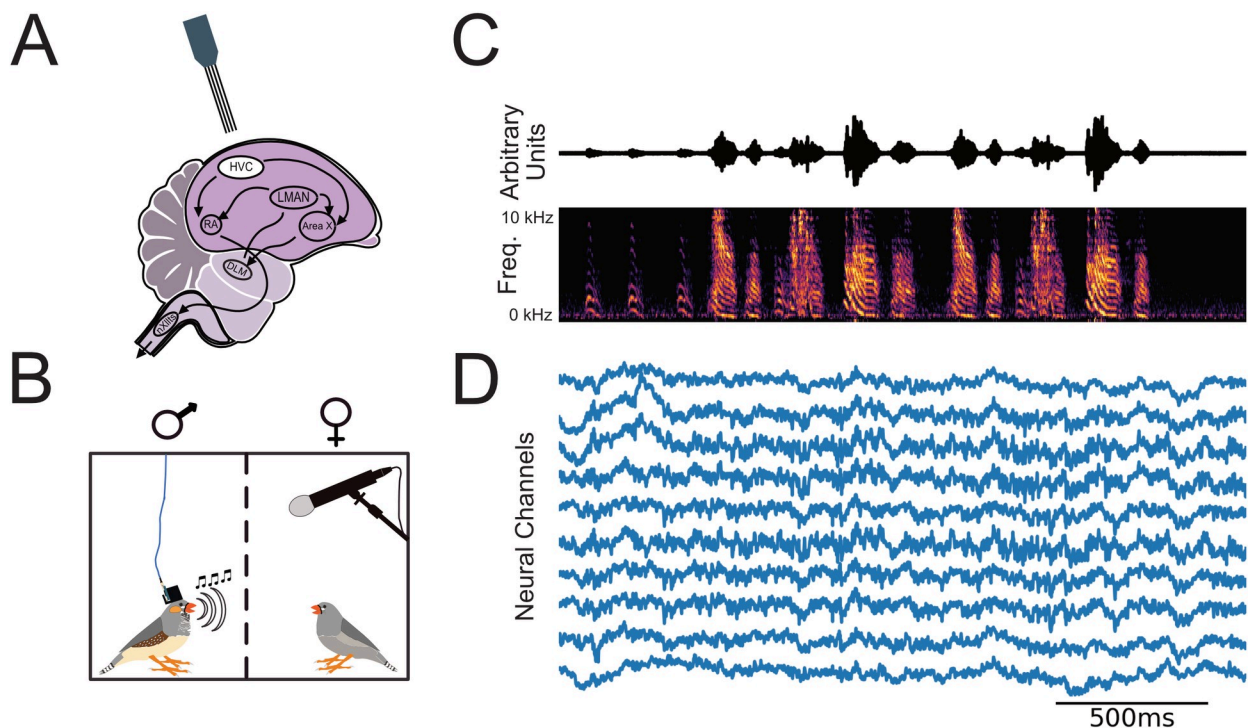 A
HVC
LMAN
RA
Area X
DLM
nXIIts
B
C
Arbitrary
Units
10 kHz
Freq.
0 kHz
D
Neural Channels
500ms